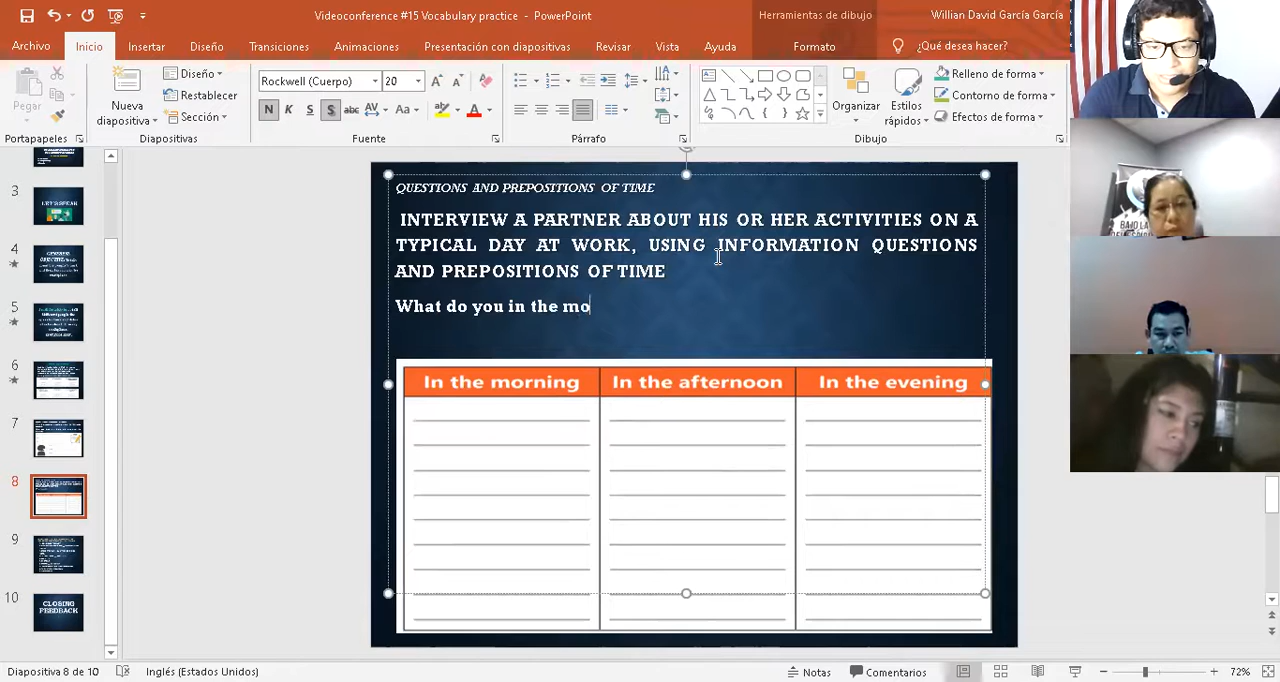 Videoconference #15 Vocabulary practice - PowerPoint
Herramientas de dibujo
Willian David García García
Archivo
Inicio
Insertar
Diseño
Transiciones
Animaciones
Presentación con diapositivas
Revisar
Vista
Ayuda
Formato
¿Qué desea hacer?
Pegar
Nueva
diapositiva
Diseño
Restablecer
Sección
Rockwell (Cuerpo)
20
N K S S abc AV Aa A
Organizar
Estilos
rápidos
Relleno de forma
Contorno de forma
Efectos de forma
Portapapeles
Diapositivas
Fuente
Párrafo
Dibujo
3
LET'S SPEAK
4
5
6
7
8
9
10
CLOSING
FEEDBACK
QUESTIONS AND PREPOSITIONS OF TIME
INTERVIEW A PARTNER ABOUT HIS OR HER ACTIVITIES ON A
TYPICAL DAY AT WORK, USING INFORMATION QUESTIONS
AND PREPOSITIONS OF TIME
What do you in the mo
In the morning
In the afternoon
In the evening
Diapositiva 8 de 10
Inglés (Estados Unidos)
Notas
Comentarios
72%